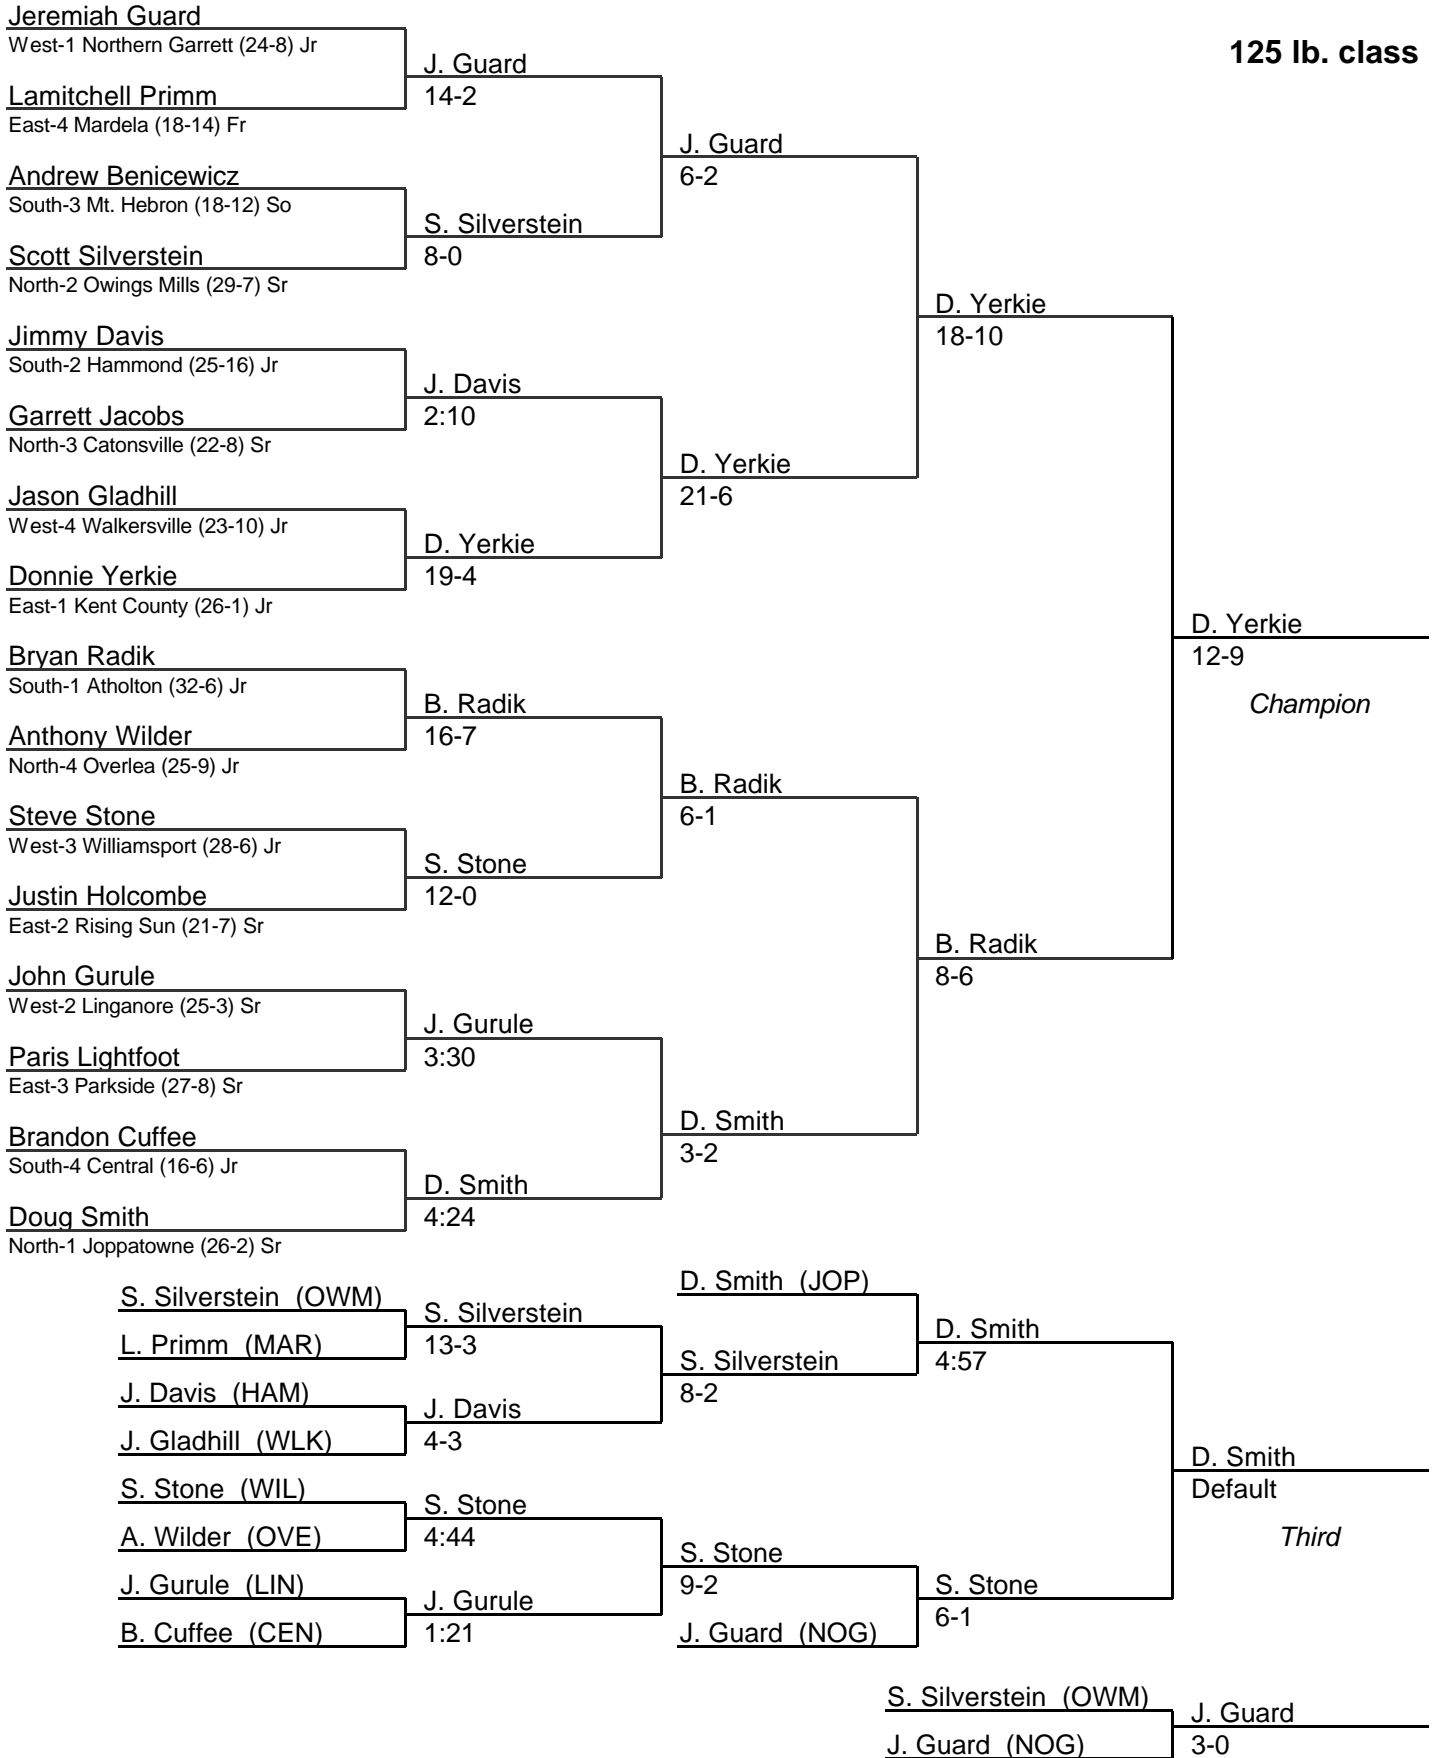 Jeremiah Guard
West-1 Northern Garrett (24-8) Jr
125 lb. class
J. Guard
14-2
Lamitchell Primm
East-4 Mardela (18-14) Fr
J. Guard
6-2
Andrew Benicewicz
South-3 Mt. Hebron (18-12) So
S. Silverstein
8-0
Scott Silverstein
North-2 Owings Mills (29-7) Sr
D. Yerkie
18-10
Jimmy Davis
South-2 Hammond (25-16) Jr
J. Davis
2:10
Garrett Jacobs
North-3 Catonsville (22-8) Sr
D. Yerkie
21-6
Jason Gladhill
West-4 Walkersville (23-10) Jr
D. Yerkie
19-4
Donnie Yerkie
East-1 Kent County (26-1) Jr
D. Yerkie
12-9
Champion
Bryan Radik
South-1 Atholton (32-6) Jr
B. Radik
16-7
Anthony Wilder
North-4 Overlea (25-9) Jr
B. Radik
6-1
Steve Stone
West-3 Williamsport (28-6) Jr
S. Stone
12-0
Justin Holcombe
East-2 Rising Sun (21-7) Sr
B. Radik
8-6
John Gurule
West-2 Linganore (25-3) Sr
J. Gurule
3:30
Paris Lightfoot
East-3 Parkside (27-8) Sr
D. Smith
3-2
Brandon Cuffee
South-4 Central (16-6) Jr
D. Smith
4:24
Doug Smith
North-1 Joppatowne (26-2) Sr
D. Smith (JOP)
S. Silverstein (OWM)
S. Silverstein
13-3
L. Primm (MAR)
D. Smith
4:57
S. Silverstein
8-2
J. Davis (HAM)
J. Davis
4-3
J. Gladhill (WLK)
D. Smith
Default
Third
S. Stone (WIL)
S. Stone
4:44
A. Wilder (OVE)
S. Stone
9-2
J. Gurule (LIN)
J. Gurule
1:21
B. Cuffee (CEN)
S. Stone
6-1
J. Guard (NOG)
S. Silverstein (OWM)
J. Guard
3-0
J. Guard (NOG)